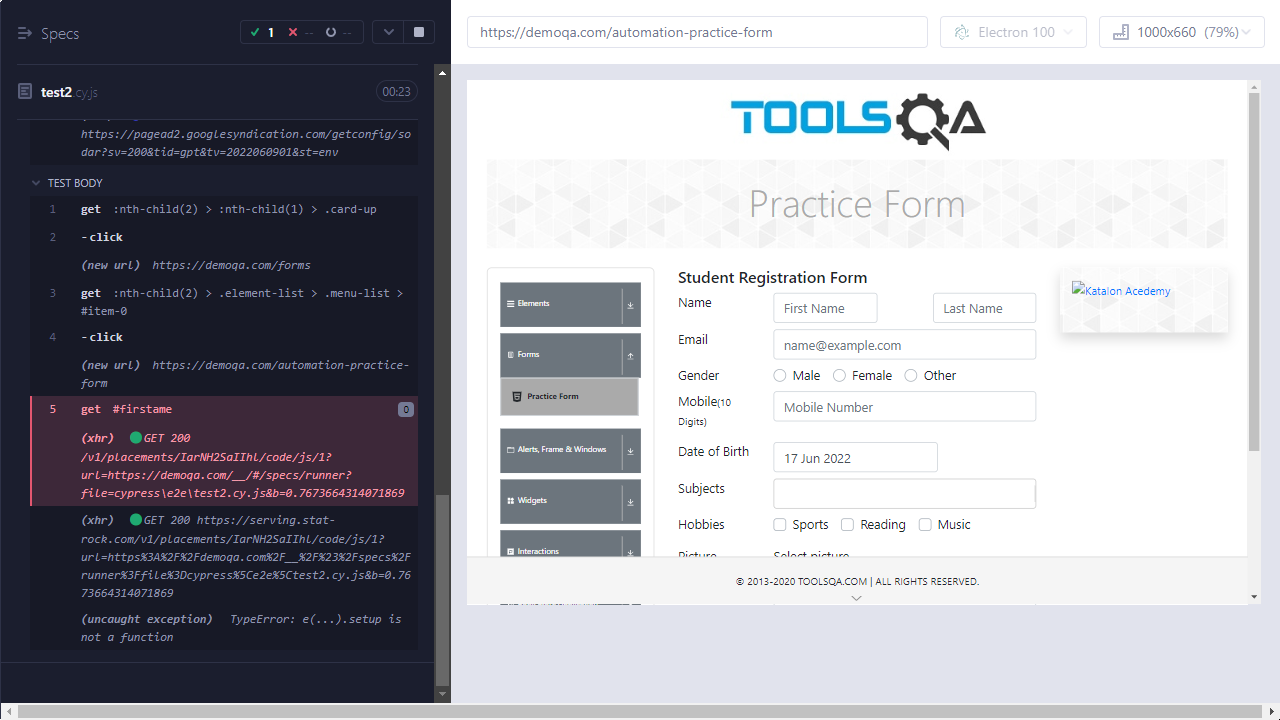 Specs
1
--
--
https://demoqa.com/automation-practice-form
Electron 100
1000x660 (79%)
test2.cy.js
00:23
https://pagead2.googlesyndication.com/getconfig/so
dar?sv=200&tid=gpt&tv=2022060901&st=env
TEST BODY
1 get :nth-child(2) > :nth-child(1) > .card-up
2 -click
(new url) https://demoqa.com/forms
3 get :nth-child(2) > .element-list > .menu-list >
#item-0
4 -click
(new url) https://demoqa.com/automation-practice-
form
5 get #firstame 0
(xhr) GET 200
/v1/placements/IarNH2SaIIhl/code/js/1?
url=https://demoqa.com/__/#/specs/runner?
file=cypress\e2e\test2.cy.js&b=0.7673664314071869
(xhr) GET 200 https://serving.stat-
rock.com/v1/placements/IarNH2SaIIhl/code/js/1?
url=https%3A%2F%2Fdemoqa.com%2F__%2F%23%2Fspecs%2F
runner%3Ffile%3Dcypress%5Ce2e%5Ctest2.cy.js&b=0.76
73664314071869
(uncaught exception) TypeError: e(...).setup is
not a function
TOOLSQA
Practice Form
Elements
Forms
Practice Form
Alerts, Frame & Windows
Widgets
Interactions
Student Registration Form
Name First Name Last Name
Email name@example.com
Gender Male Female Other
Mobile(10
Digits)
Mobile Number
Date of Birth 17 Jun 2022
Subjects
Hobbies Sports Reading Music
Picture Select picture
Katalon Acedemy
© 2013-2020 TOOLSQA.COM | ALL RIGHTS RESERVED.